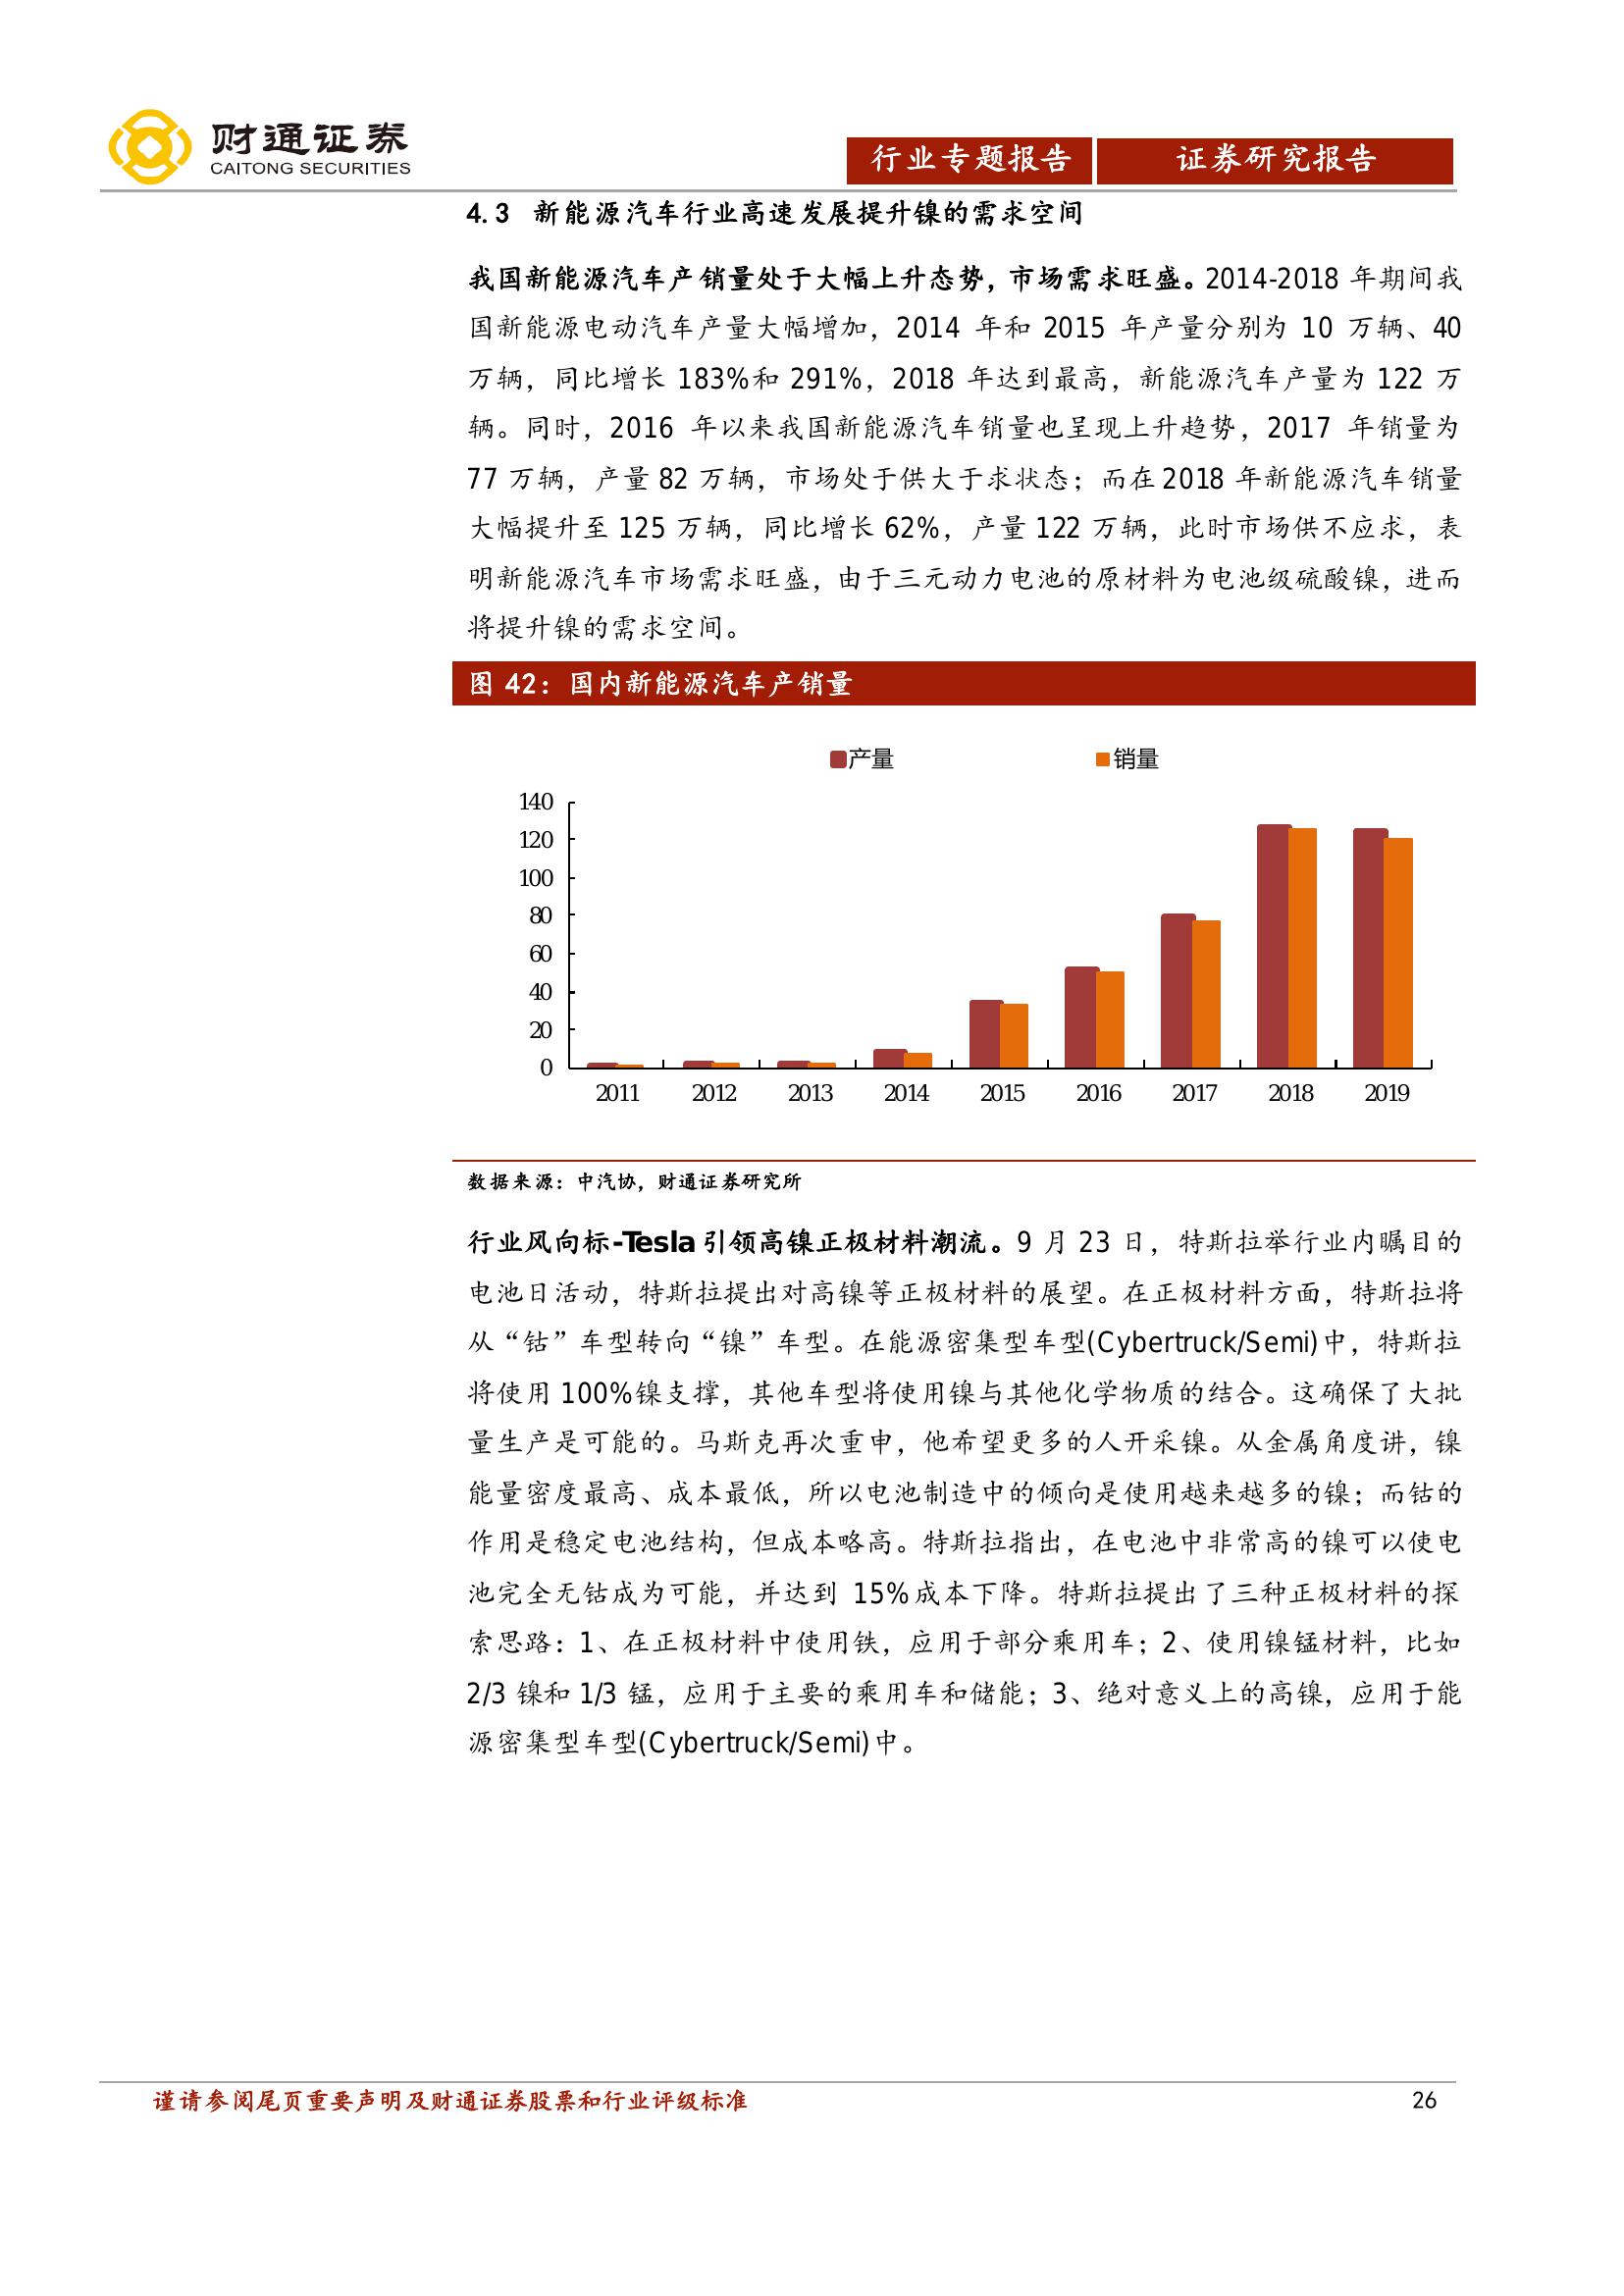 财通证券
CAITONG SECURITIES
行业专题报告 证券研究报告
4.3 新能源汽车行业高速发展提升镍的需求空间
我国新能源汽车产销量处于大幅上升态势，市场需求旺盛。2014-2018 年期间我
国新能源电动汽车产量大幅增加，2014 年和 2015 年产量分别为 10 万辆、40
万辆，同比增长 183%和 291%，2018 年达到最高，新能源汽车产量为 122 万
辆。同时，2016 年以来我国新能源汽车销量也呈现上升趋势，2017 年销量为
77 万辆，产量 82 万辆，市场处于供大于求状态；而在 2018 年新能源汽车销量
大幅提升至 125 万辆，同比增长 62%，产量 122 万辆，此时市场供不应求，表
明新能源汽车市场需求旺盛，由于三元动力电池的原材料为电池级硫酸镍，进而
将提升镍的需求空间。
图 42：国内新能源汽车产销量
产量 销量
140
120
100
80
60
40
20
0
2011 2012 2013 2014 2015 2016 2017 2018 2019
数据来源：中汽协，财通证券研究所
行业风向标-Tesla 引领高镍正极材料潮流。9 月 23 日，特斯拉举行业内瞩目的
电池日活动，特斯拉提出对高镍等正极材料的展望。在正极材料方面，特斯拉将
从“钴”车型转向“镍”车型。在能源密集型车型(Cybertruck/Semi)中，特斯拉
将使用 100%镍支撑，其他车型将使用镍与其他化学物质的结合。这确保了大批
量生产是可能的。马斯克再次重申，他希望更多的人开采镍。从金属角度讲，镍
能量密度最高、成本最低，所以电池制造中的倾向是使用越来越多的镍；而钴的
作用是稳定电池结构，但成本略高。特斯拉指出，在电池中非常高的镍可以使电
池完全无钴成为可能，并达到 15%成本下降。特斯拉提出了三种正极材料的探
索思路：1、在正极材料中使用铁，应用于部分乘用车；2、使用镍锰材料，比如
2/3 镍和 1/3 锰，应用于主要的乘用车和储能；3、绝对意义上的高镍，应用于能
源密集型车型(Cybertruck/Semi)中。
谨请参阅尾页重要声明及财通证券股票和行业评级标准 26